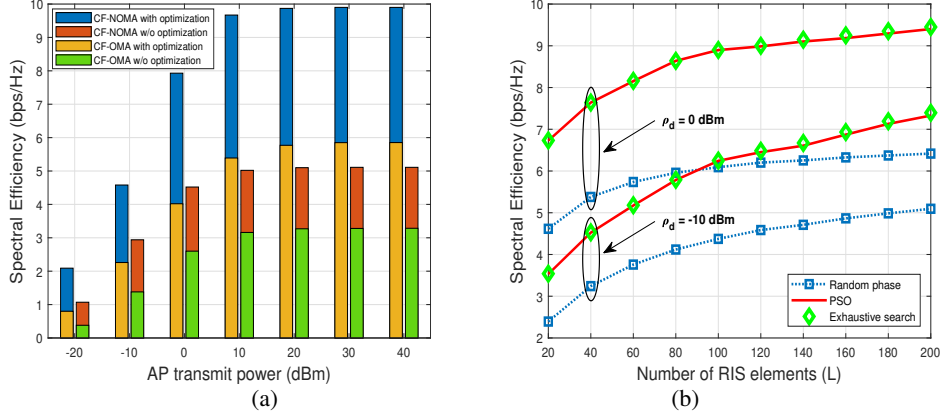 10
9
8
7
6
5
4
3
2
1
0
Spectral Efficiency (bps/Hz)
CF-NOMA with optimization
CF-NOMA w/o optimization
CF-OMA with optimization
CF-OMA w/o optimization
-20 -10 0 10 20 30 40
AP transmit power (dBm)
(a)
10
9
8
7
6
5
4
3
2
Spectral Efficiency (bps/Hz)
ρd = 0 dBm
ρd = -10 dBm
Random phase
PSO
Exhaustive search
20 40 60 80 100 120 140 160 180 200
Number of RIS elements (L)
(b)